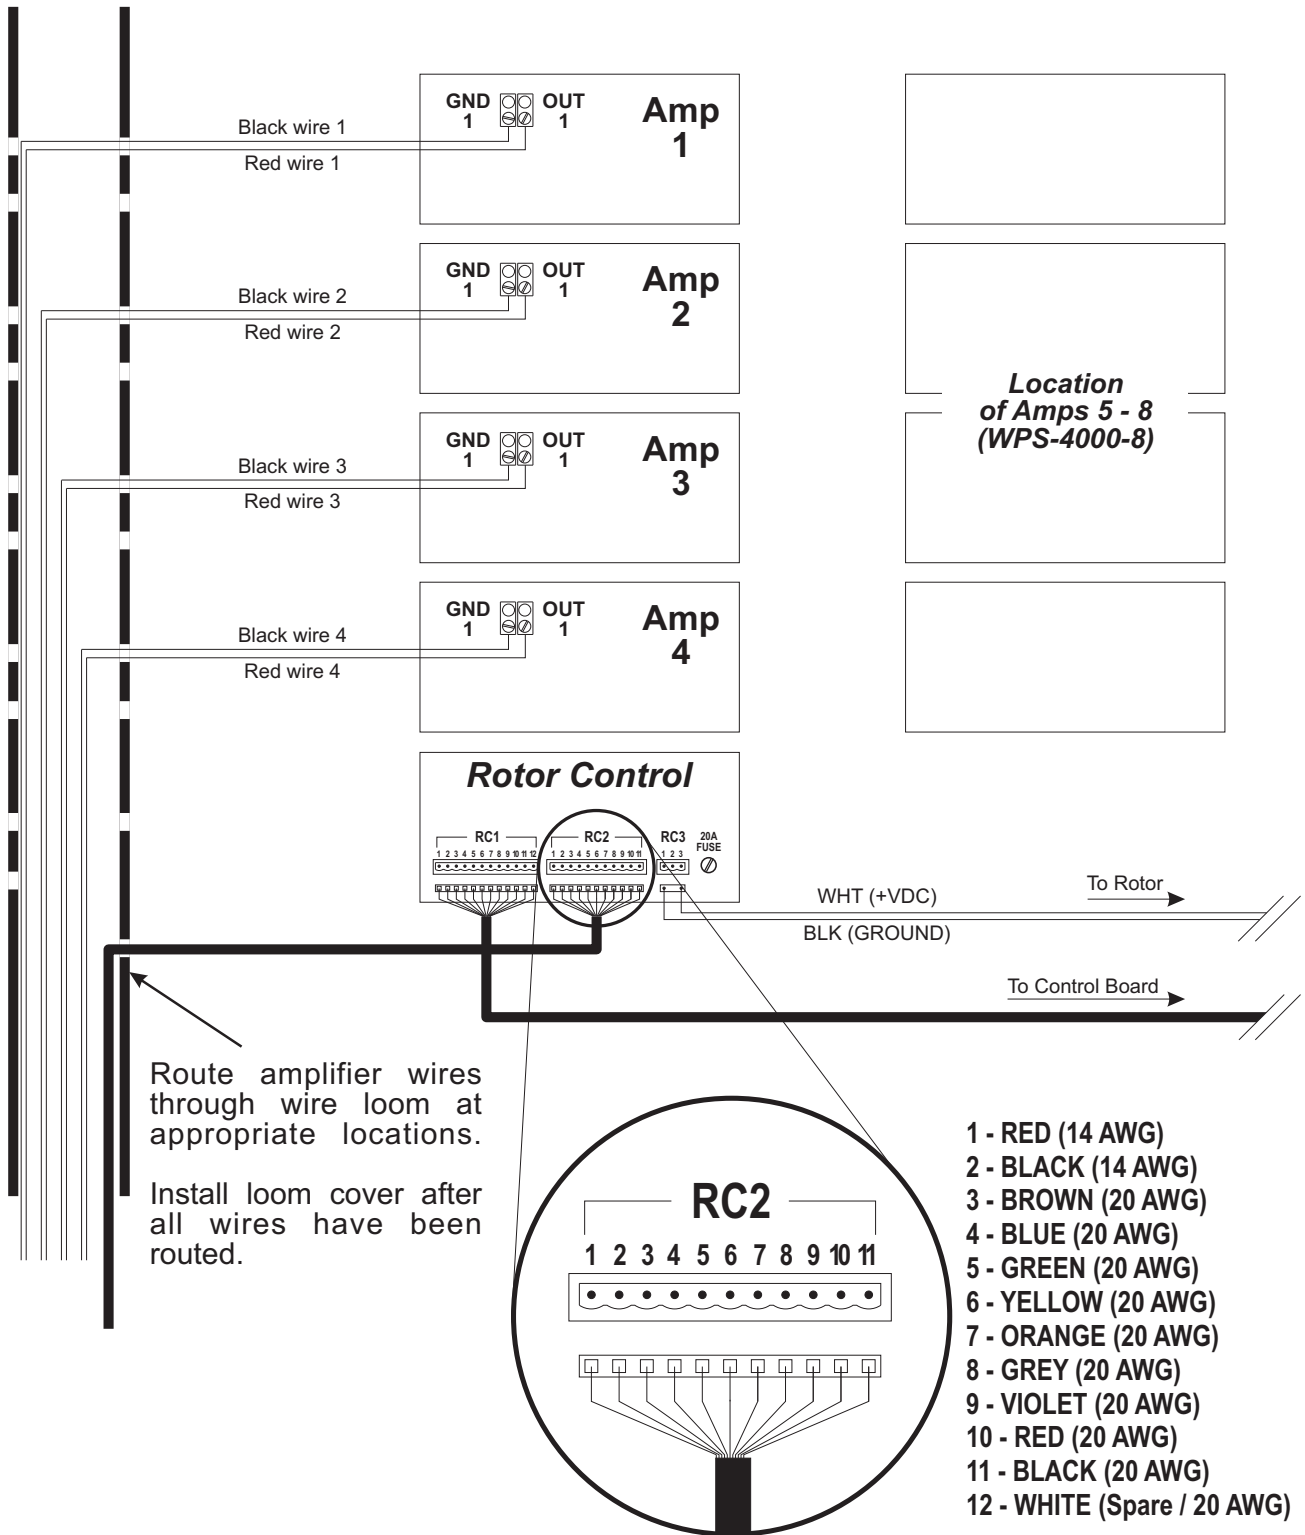 GND 1
OUT 1
Amp 1
Black wire 1
Red wire 1
GND 1
OUT 1
Amp 2
Black wire 2
Red wire 2
Location
of Amps 5 - 8
(WPS-4000-8)
GND 1
OUT 1
Amp 3
Black wire 3
Red wire 3
GND 1
OUT 1
Amp 4
Black wire 4
Red wire 4
Rotor Control
RC1
RC2
RC3
20A
FUSE
1 2 3 4 5 6 7 8 9 10 11 12
1 2 3 4 5 6 7 8 9 10 11
1 2 3
WHT (+VDC)
To Rotor
BLK (GROUND)
To Control Board
Route amplifier wires
through wire loom at
appropriate locations.
Install loom cover after
all wires have been
routed.
RC2
1 2 3 4 5 6 7 8 9 10 11
1 - RED (14 AWG)
2 - BLACK (14 AWG)
3 - BROWN (20 AWG)
4 - BLUE (20 AWG)
5 - GREEN (20 AWG)
6 - YELLOW (20 AWG)
7 - ORANGE (20 AWG)
8 - GREY (20 AWG)
9 - VIOLET (20 AWG)
10 - RED (20 AWG)
11 - BLACK (20 AWG)
12 - WHITE (Spare / 20 AWG)